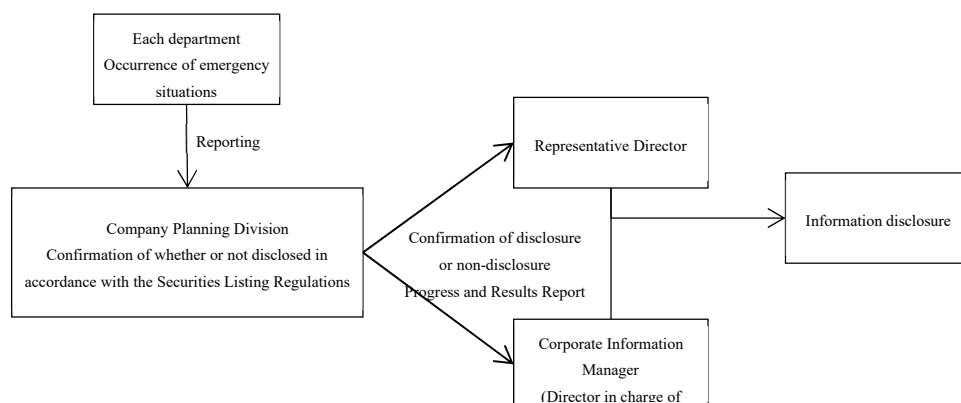 Each department
Occurrence of emergency
situations
Reporting
Representative Director
Company Planning Division
Confirmation of whether or not disclosed in
accordance with the Securities Listing Regulations
Confirmation of disclosure
or non-disclosure
Progress and Results Report
Information disclosure
Corporate Information
Manager
(Director in charge of